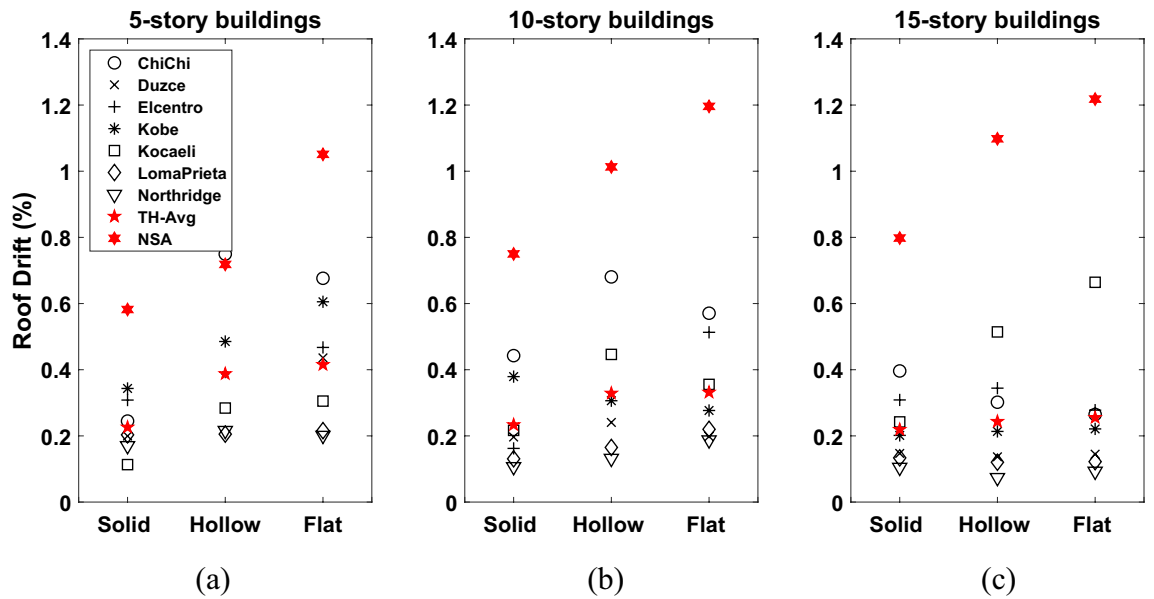 5-story buildings
10-story buildings
15-story buildings
Roof Drift (%)
1.4
1.2
1
0.8
0.6
0.4
0.2
0
ChiChi
Duzce
Elcentro
Kobe
Kocaeli
LomaPrieta
Northridge
TH-Avg
NSA
Solid Hollow Flat
(a)
1.4
1.2
1
0.8
0.6
0.4
0.2
0
Solid Hollow Flat
(b)
1.4
1.2
1
0.8
0.6
0.4
0.2
0
Solid Hollow Flat
(c)